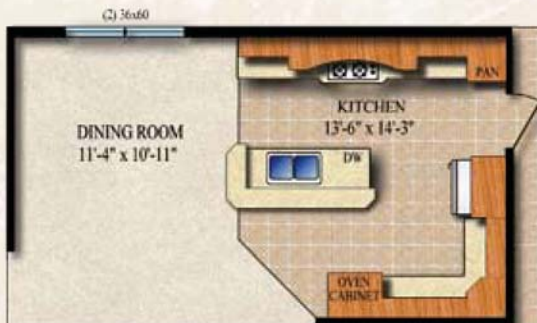 (2) 36x60
PAN
KITCHEN
13'-6" x 14'-3"
DINING ROOM
11'-4" x 10'-11"
DW
OVEN
CABINET